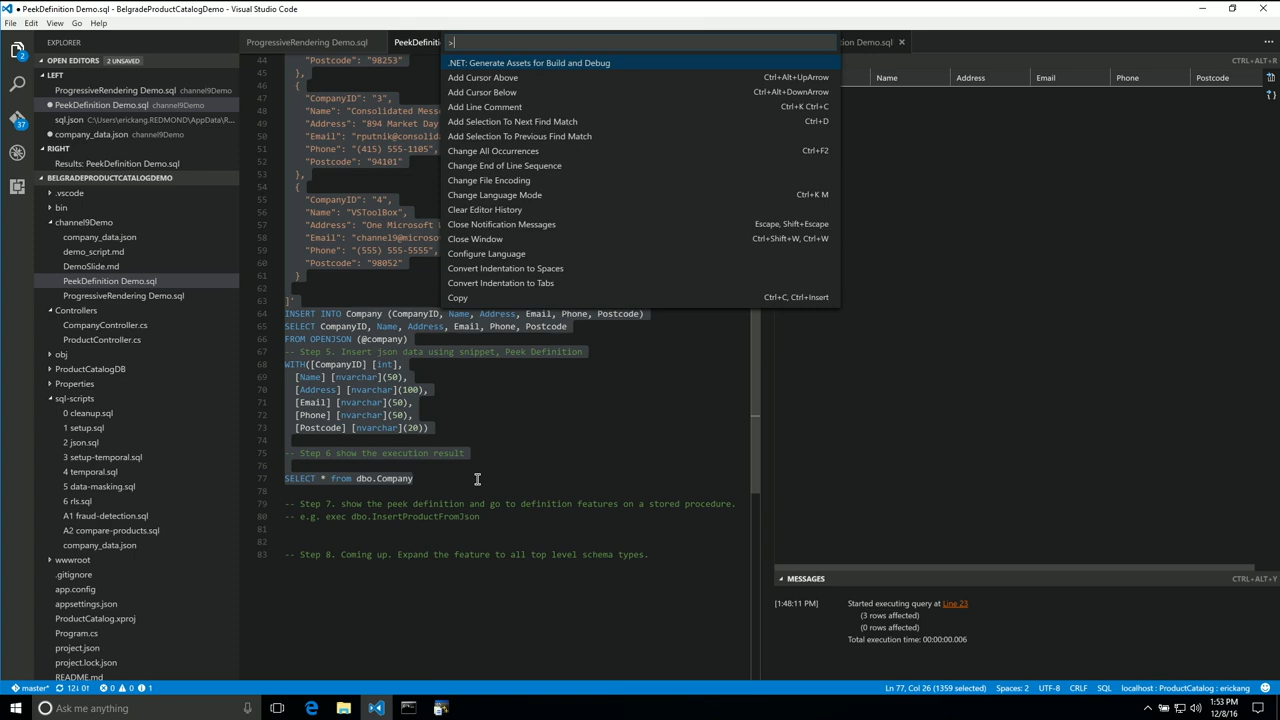 ● PeekDefinition Demo.sql - BelgradeProductCatalogDemo - Visual Studio Code
File Edit View Go Help
EXPLORER
OPEN EDITORS 2 UNSAVED
LEFT
ProgressiveRendering Demo.sql channel9Demo
PeekDefinition Demo.sql channel9Demo
sql.json C:\Users\erickang.REDMOND\AppData\R...
company_data.json channel9Demo
RIGHT
Results: PeekDefinition Demo.sql
BELGRADEPRODUCTCATALOGDEMO
.vscode
bin
channel9Demo
company_data.json
demo_script.md
DemoSlide.md
PeekDefinition Demo.sql
ProgressiveRendering Demo.sql
Controllers
CompanyController.cs
ProductController.cs
obj
ProductCatalogDB
Properties
sql-scripts
0 cleanup.sql
1 setup.sql
2 json.sql
3 setup-temporal.sql
4 temporal.sql
5 data-masking.sql
6 rls.sql
A1 fraud-detection.sql
A2 compare-products.sql
company_data.json
wwwroot
.gitignore
app.config
appsettings.json
ProductCatalog.xproj
Program.cs
project.json
project.lock.json
README.md
2
37
ProgressiveRendering Demo.sql
PeekDefiniti
on Demo.sql
>
.NET: Generate Assets for Build and Debug
Add Cursor Above Ctrl+Alt+UpArrow
Add Cursor Below Ctrl+Alt+DownArrow
Add Line Comment Ctrl+K Ctrl+C
Add Selection To Next Find Match Ctrl+D
Add Selection To Previous Find Match
Change All Occurrences Ctrl+F2
Change End of Line Sequence
Change File Encoding
Change Language Mode Ctrl+K M
Clear Editor History
Close Notification Messages Escape, Shift+Escape
Close Window Ctrl+Shift+W, Ctrl+W
Configure Language
Convert Indentation to Spaces
Convert Indentation to Tabs
Copy Ctrl+C, Ctrl+Insert
44 "Postcode": "98253"
45 },
46 {
47 "CompanyID": "3",
48 "Name": "Consolidated Messe
49 "Address": "894 Market Day
50 "Email": "rputnik@consolida
51 "Phone": "(415) 555-1105",
52 "Postcode": "94101"
53 },
54 {
55 "CompanyID": "4",
56 "Name": "VSToolBox",
57 "Address": "One Microsoft W
58 "Email": "channel9@microso
59 "Phone": "(555) 555-5555",
60 "Postcode": "98052"
61 }
62
63 ]'
64 INSERT INTO Company (CompanyID, Name, Address, Email, Phone, Postcode)
65 SELECT CompanyID, Name, Address, Email, Phone, Postcode
66 FROM OPENJSON (@company)
67 -- Step 5. Insert json data using snippet, Peek Definition
68 WITH([CompanyID] [int],
69 [Name] [nvarchar](50),
70 [Address] [nvarchar](100),
71 [Email] [nvarchar](50),
72 [Phone] [nvarchar](50),
73 [Postcode] [nvarchar](20))
74
75 -- Step 6 show the execution result
76
77 SELECT * from dbo.Company
78
79 -- Step 7. show the peek definition and go to definition features on a stored procedure.
80 -- e.g. exec dbo.InsertProductFromJson
81
82
83 -- Step 8. Coming up. Expand the feature to all top level schema types.
CTRL+ALT+R
Name Address Email Phone Postcode
MESSAGES CTRL+ALT+Y
[1:48:11 PM] Started executing query at Line 23
(3 rows affected)
(0 rows affected)
Total execution time: 00:00:00.006
master* 12↓ 0↑ 0 0 1
Ln 77, Col 26 (1359 selected) Spaces: 2 UTF-8 CRLF SQL localhost : ProductCatalog : erickang
Ask me anything
1:53 PM
12/8/16